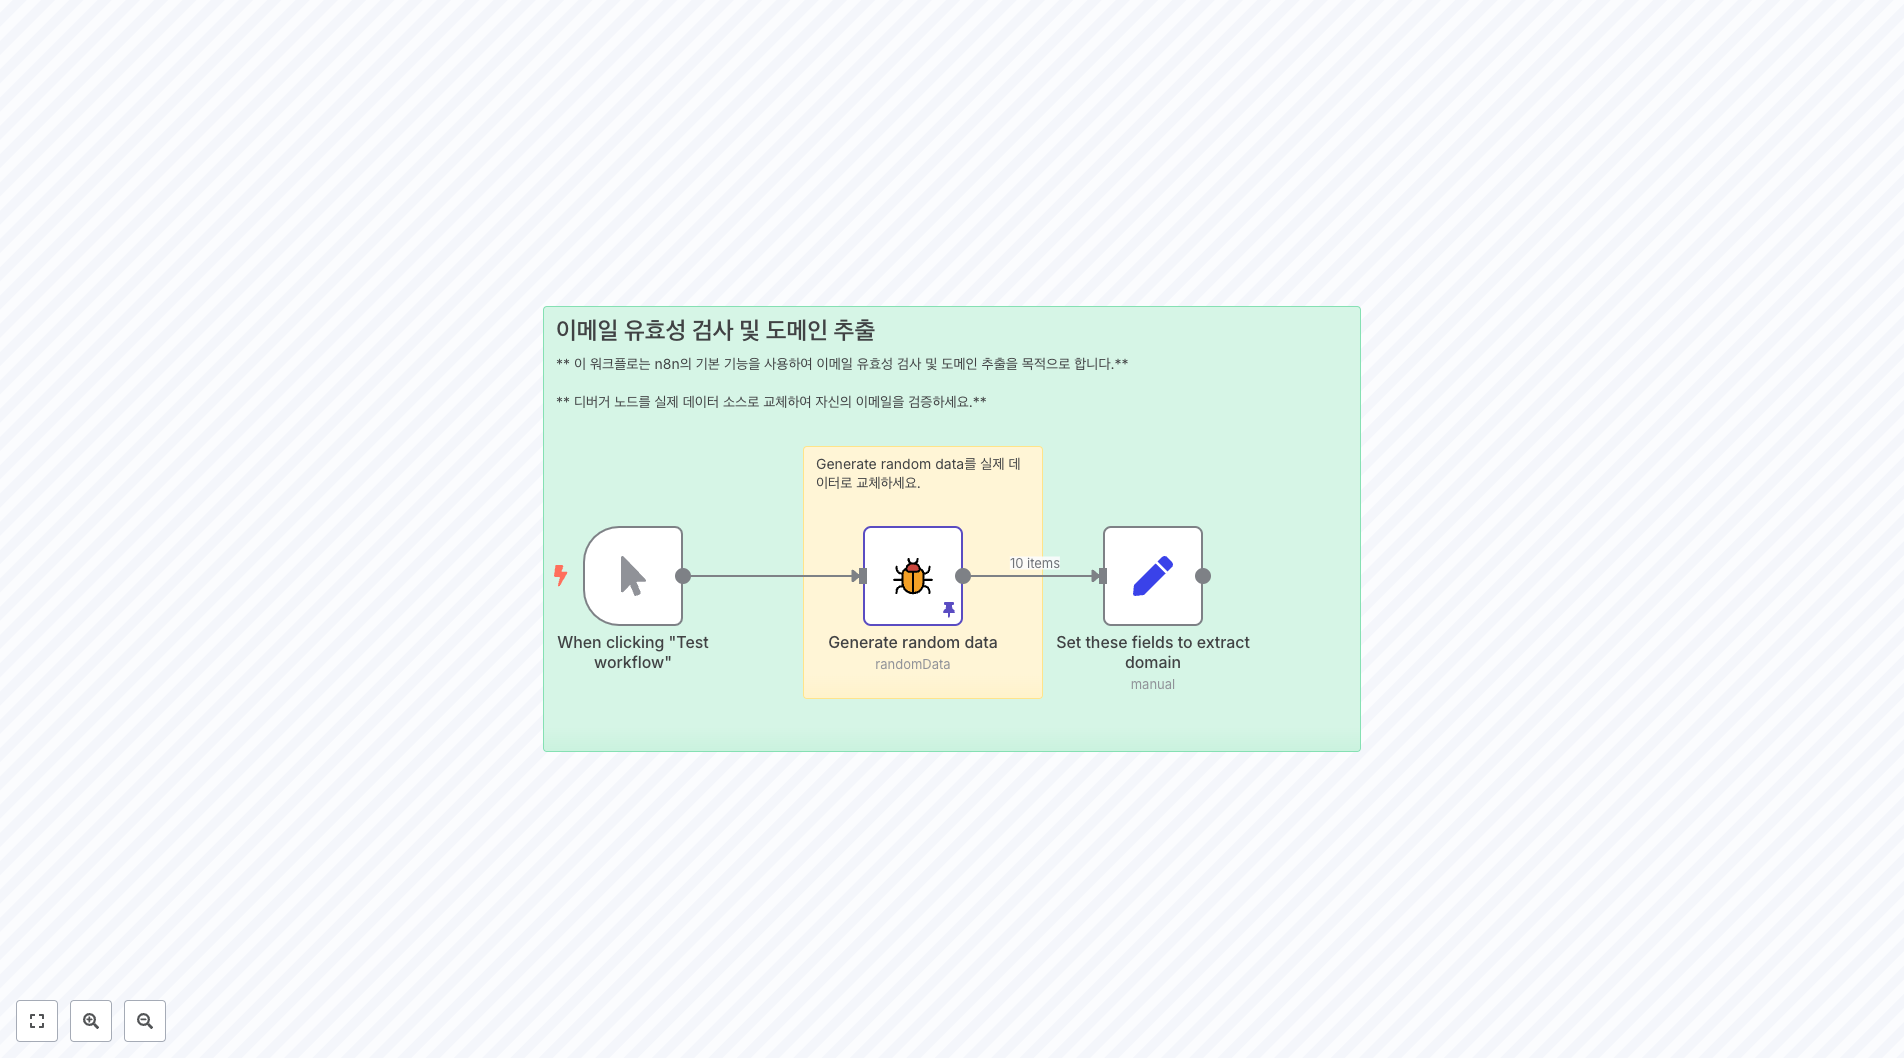 이메일 유효성 검사 및 도메인 추출
** 이 워크플로는 n8n의 기본 기능을 사용하여 이메일 유효성 검사 및 도메인 추출을 목적으로 합니다.**
** 디버거 노드를 실제 데이터 소스로 교체하여 자신의 이메일을 검증하세요.**
Generate random data를 실제 데
이터로 교체하세요.
10 items
When clicking "Test
workflow"
Generate random data
randomData
Set these fields to extract
domain
manual